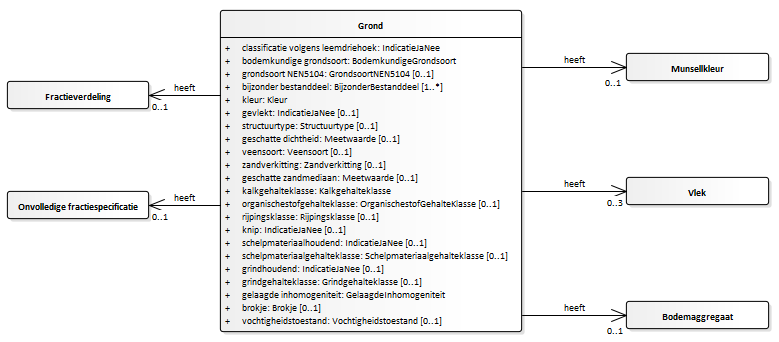 Grond
+ classificatie volgens leemdriehoek: IndicatieJaNee
+ bodemkundige grondsoort: BodemkundigeGrondsoort
+ grondsoort NEN5104: GrondsoortNEN5104 [0..1]
+ bijzonder bestanddeel: BijzonderBestanddeel [1..*]
+ kleur: Kleur
+ gevlekt: IndicatieJaNee [0..1]
+ structuurtype: Structuurtype [0..1]
+ geschatte dichtheid: Meetwaarde [0..1]
+ veensoort: Veensoort [0..1]
+ zandverkitting: Zandverkitting [0..1]
+ geschatte zandmediaan: Meetwaarde [0..1]
+ kalkgehalteklasse: Kalkgehalteklasse
+ organischestofgehalteklasse: OrganischestofGehalteKlasse [0..1]
+ rijpingsklasse: Rijpingsklasse [0..1]
+ knip: IndicatieJaNee [0..1]
+ schelpmateriaalhoudend: IndicatieJaNee [0..1]
+ schelpmateriaalgehalteklasse: Schelpmateriaalgehalteklasse [0..1]
+ grindhoudend: IndicatieJaNee [0..1]
+ grindgehalteklasse: Grindgehalteklasse [0..1]
+ gelaagde inhomogeniteit: GelaagdeInhomogeniteit
+ brokje: Brokje [0..1]
+ vochtigheidstoestand: Vochtigheidstoestand [0..1]
heeft
Fractieverdeling
0..1
heeft
Onvolledige fractiespecificatie
0..1
heeft
Munsellkleur
0..1
heeft
Vlek
0..3
heeft
Bodemaggregaat
0..1